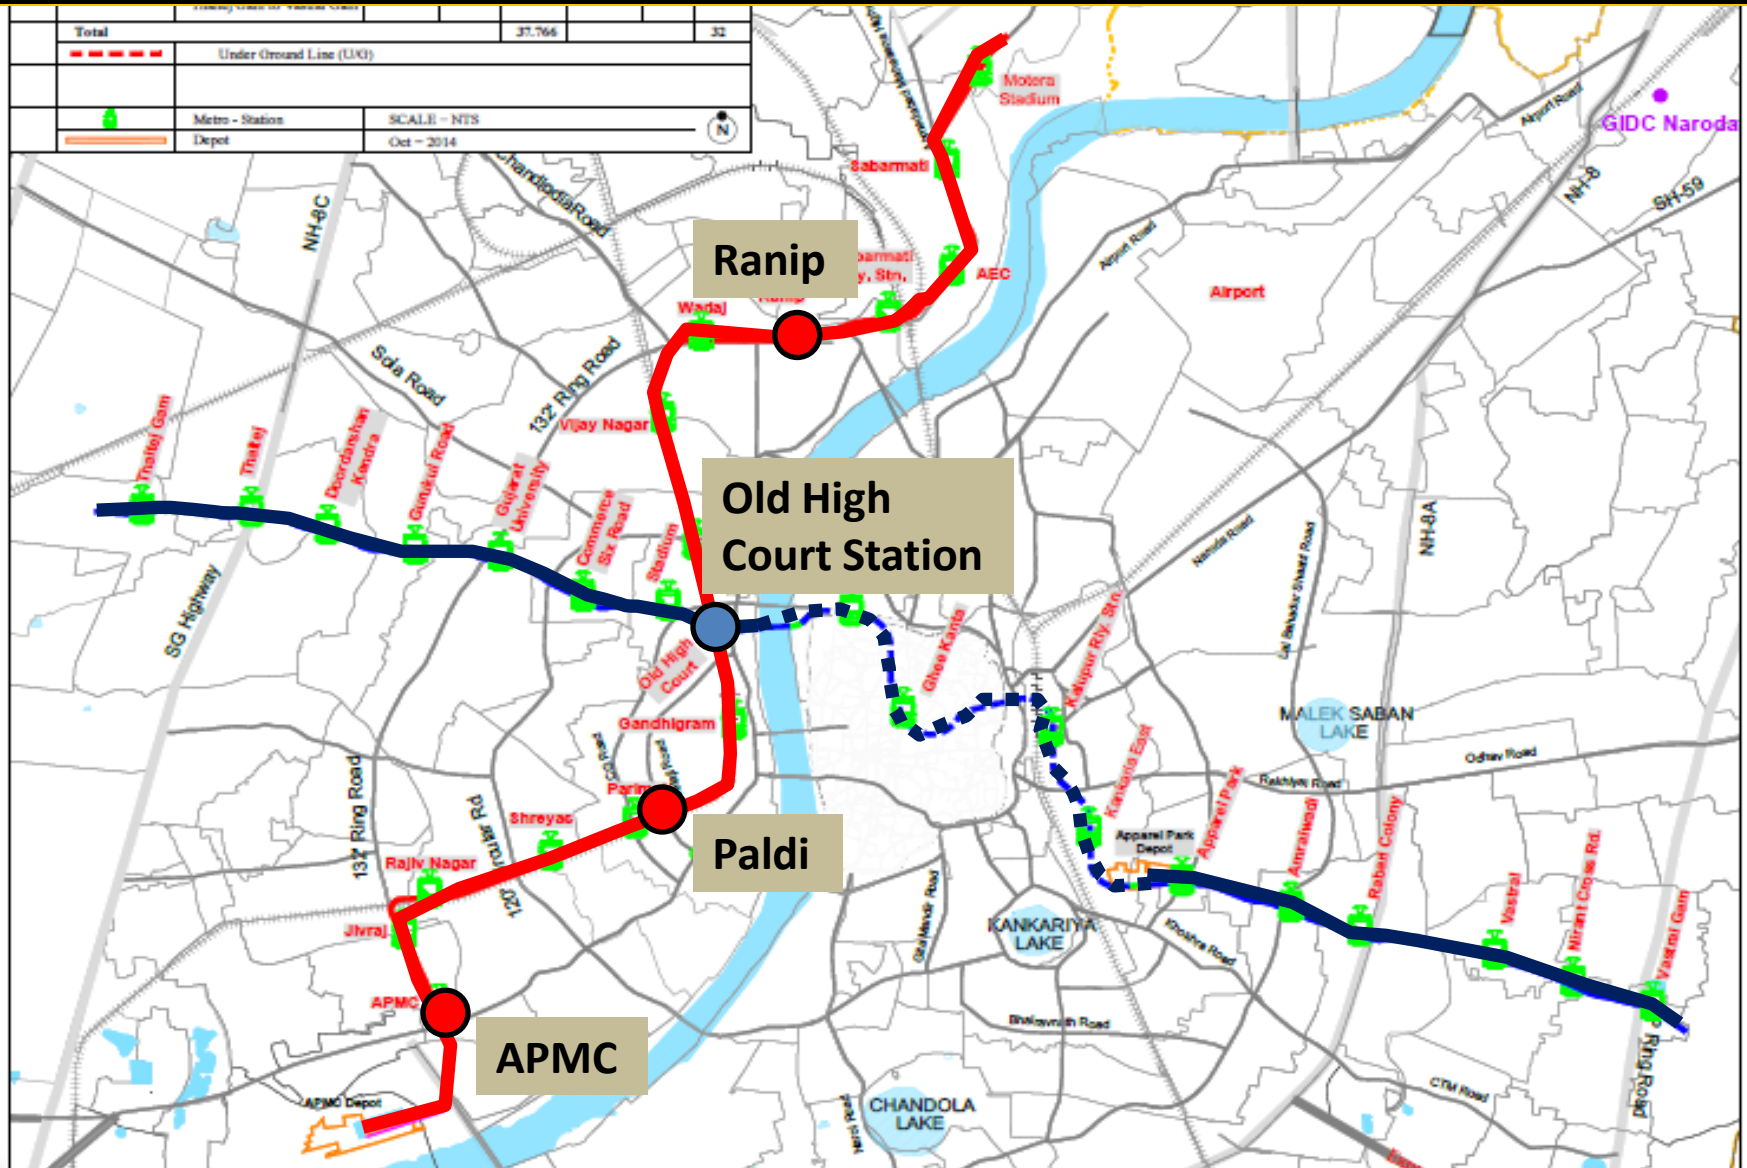 Total 37.766 32
Under Ground Line (U/G)
Metro - Station SCALE - NTS
Depot Oct - 2014
N
Motera
Stadium
GIDC Naroda
Airport Road
Sabarmati
Chandlodia Road
NH-8C
NH-8
SH-59
Ranip
AEC
Airport Road
Airport
Wadaj
Sola Road
132' Ring Road
Vijay Nagar
Thaltej Gam
Thaltej
Doordarshan
Kendra
Gurukul Road
Gujarat
University
Commerce
Six Road
Stadium
Old High
Court Station
Naroda Road
NH-8A
SG Highway
Old High
Court
Ghee Kanta
Kalupur Rly. Stn.
Gandhigram
MALEK SABAN
LAKE
Odhav Road
Rakhiyal Road
132' Ring Road
Shreyas
Paldi
Kankaria East
Apparel Park
Depot
Apparel Park
Amraiwadi
Rabari Colony
Rajiv Nagar
Jivraj
KANKARIYA
LAKE
Khokhra Road
Vastral
Nirant Cross Rd.
Vastral Gam
APMC
APMC
Bhairavnath Road
APMC Depot
CHANDOLA
LAKE
CTM Road
Ring Road